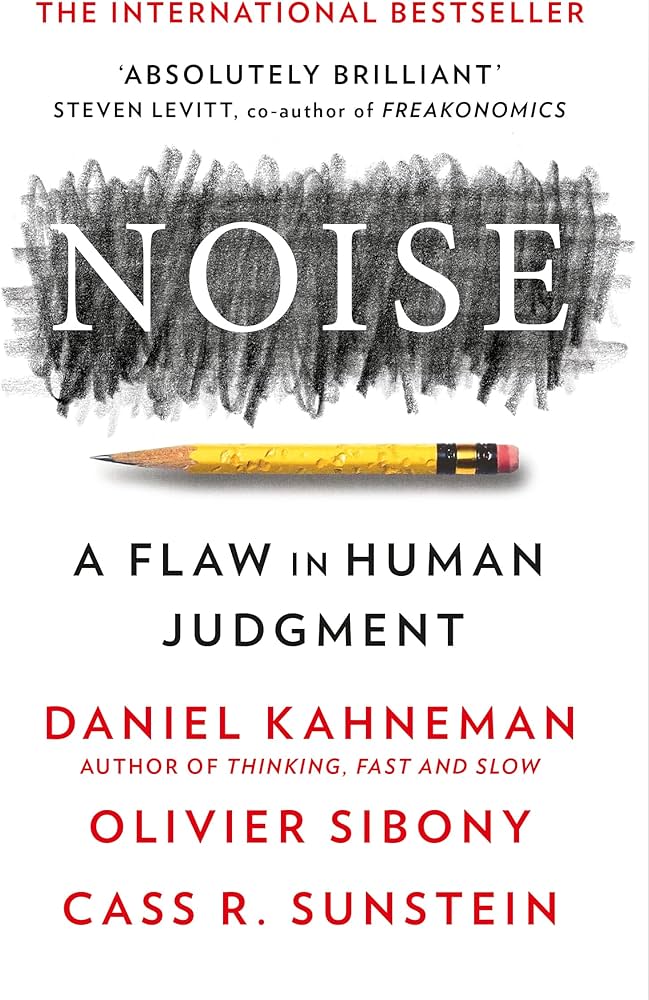 THE INTERNATIONAL BESTSELLER
‘ABSOLUTELY BRILLIANT’
STEVEN LEVITT, co-author of FREAKONOMICS
NOISE
A FLAW IN HUMAN
JUDGMENT
DANIEL KAHNEMAN
AUTHOR OF THINKING, FAST AND SLOW
OLIVIER SIBONY
CASS R. SUNSTEIN